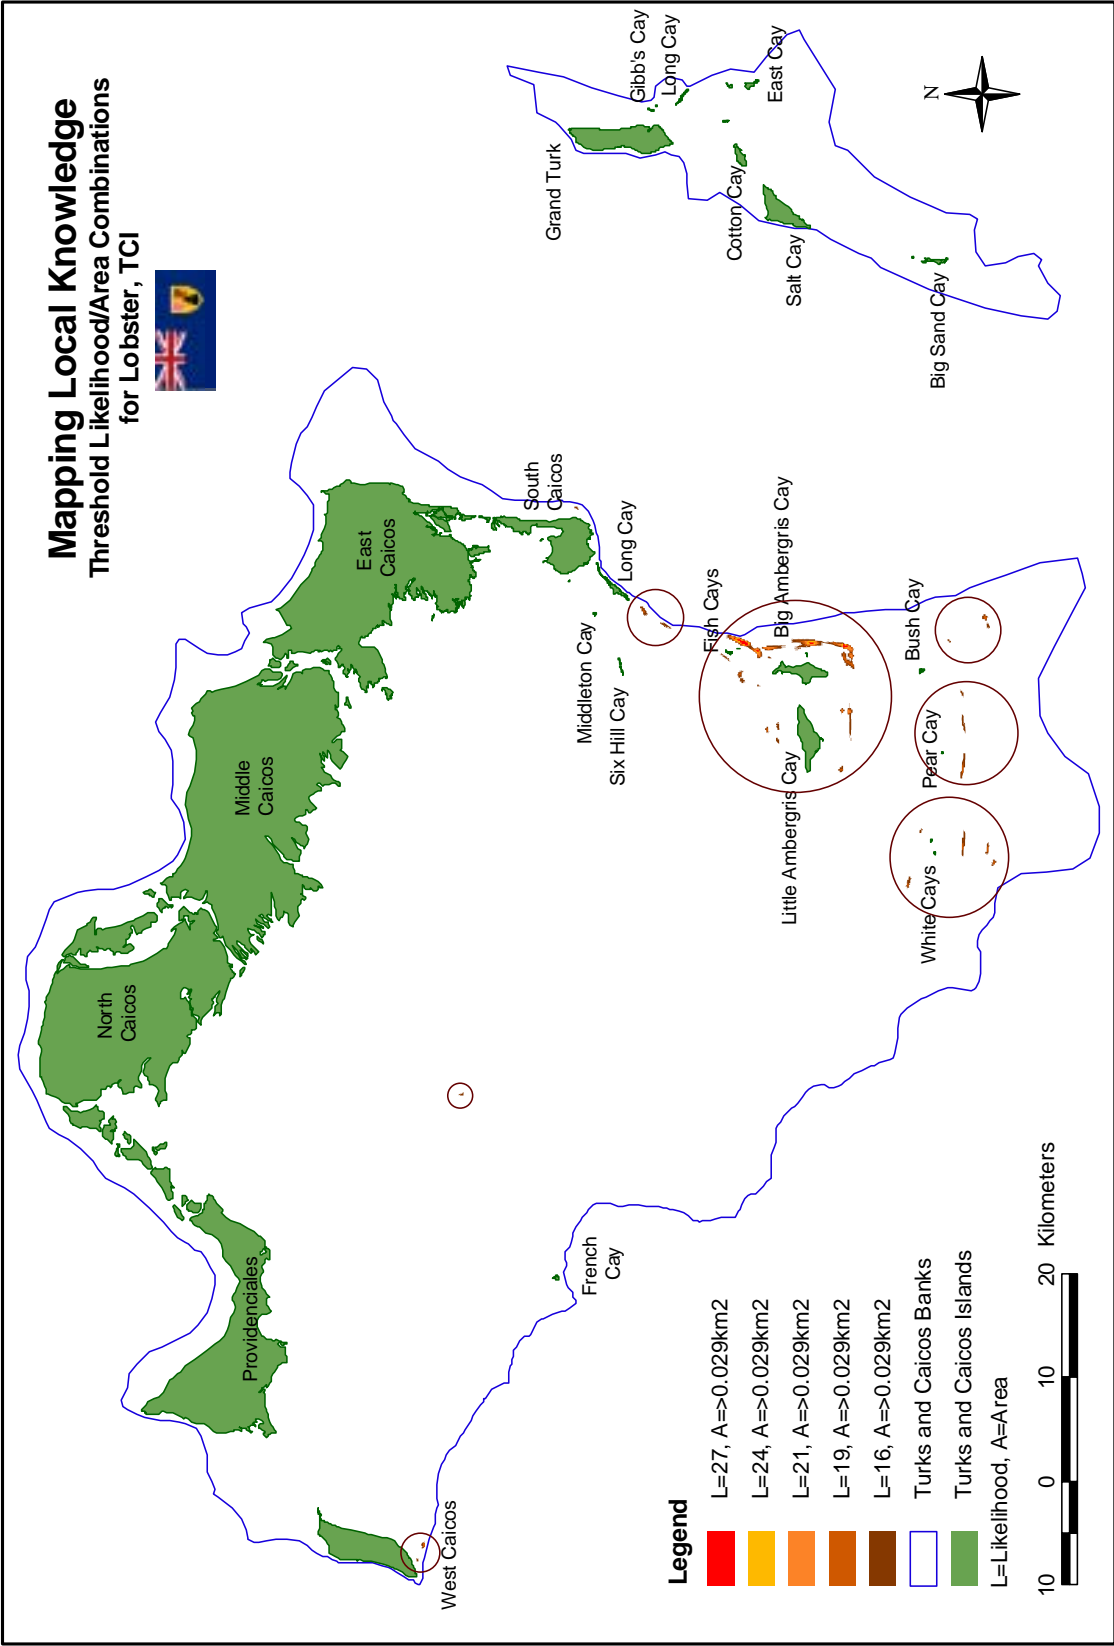 Mapping Local Knowledge
Threshold Likelihood/Area Combinations
for Lobster, TCI
North
Caicos
Middle
Caicos
East
Caicos
Providenciales
West Caicos
French
Cay
South
Caicos
Long Cay
Middleton Cay
Six Hill Cay
Fish Cays
Big Ambergris Cay
Little Ambergris Cay
Bush Cay
Pear Cay
White Cays
Grand Turk
Gibb's Cay
Long Cay
East Cay
Cotton Cay
Salt Cay
Big Sand Cay
N
Legend
L=27, A=>0.029km2
L=24, A=>0.029km2
L=21, A=>0.029km2
L=19, A=>0.029km2
L=16, A=>0.029km2
Turks and Caicos Banks
Turks and Caicos Islands
L=Likelihood, A=Area
10 0 10 20 Kilometers